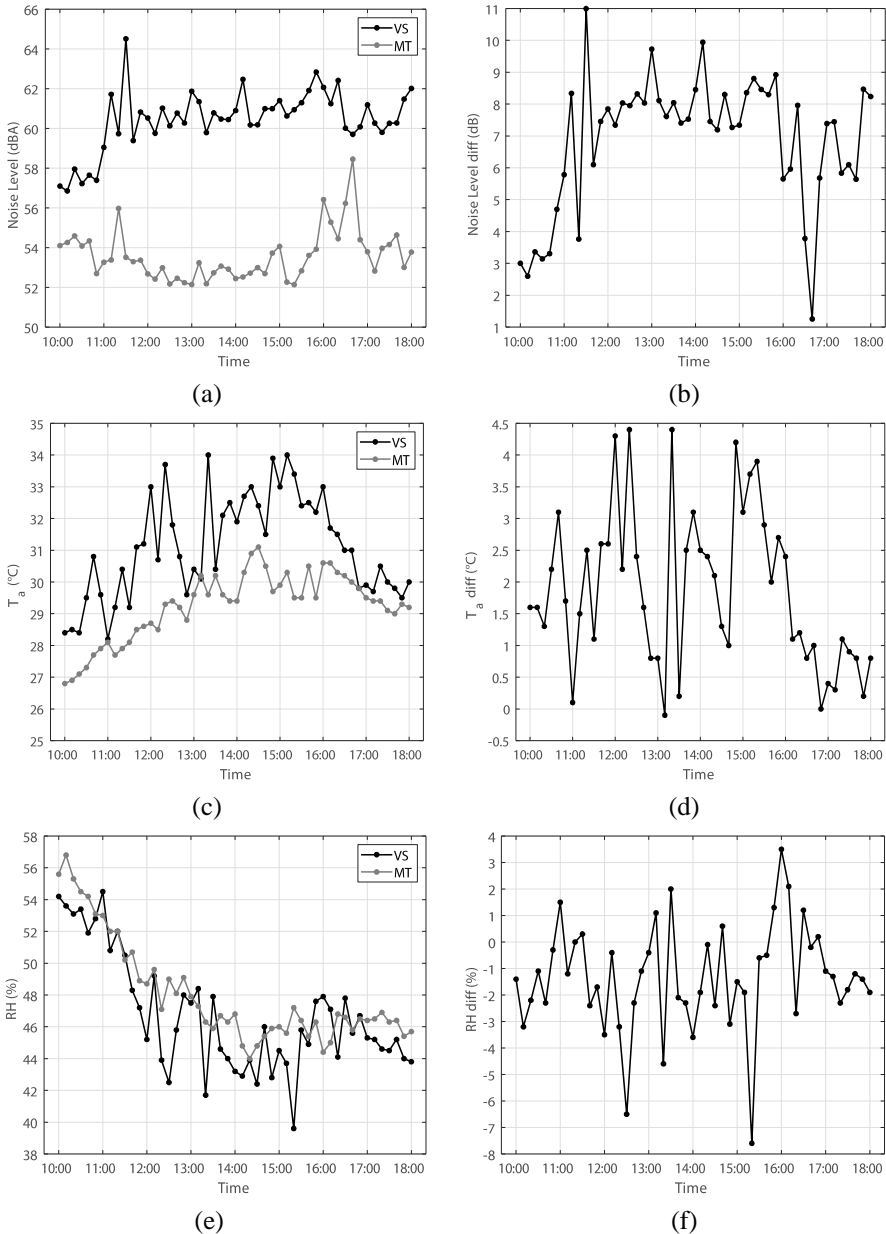 66
64
62
60
58
56
54
52
50
Noise Level (dBA)
VS
MT
10:00 11:00 12:00 13:00 14:00 15:00 16:00 17:00 18:00
Time
(a)
11
10
9
8
7
6
5
4
3
2
1
Noise Level diff (dB)
10:00 11:00 12:00 13:00 14:00 15:00 16:00 17:00 18:00
Time
(b)
35
34
33
32
31
30
29
28
27
26
25
T a (°C)
VS
MT
10:00 11:00 12:00 13:00 14:00 15:00 16:00 17:00 18:00
Time
(c)
4.5
4
3.5
3
2.5
2
1.5
1
0.5
0
-0.5
T a diff (°C)
10:00 11:00 12:00 13:00 14:00 15:00 16:00 17:00 18:00
Time
(d)
58
56
54
52
50
48
46
44
42
40
38
RH (%)
VS
MT
10:00 11:00 12:00 13:00 14:00 15:00 16:00 17:00 18:00
Time
(e)
4
3
2
1
0
-1
-2
-3
-4
-5
-6
-7
-8
RH diff (%)
10:00 11:00 12:00 13:00 14:00 15:00 16:00 17:00 18:00
Time
(f)